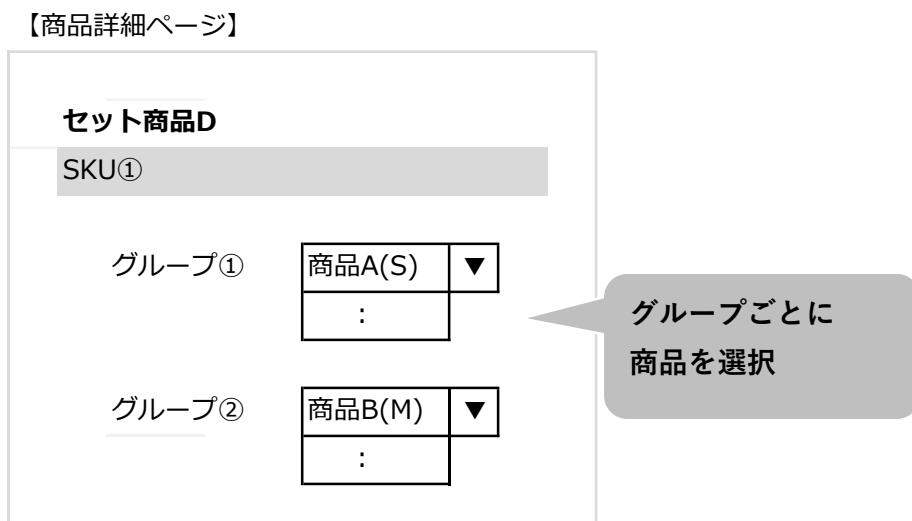 【商品詳細ページ】
セット商品D
SKU①
グループ① 商品A(S) ▼
：
グループごとに
商品を選択
グループ② 商品B(M) ▼
：